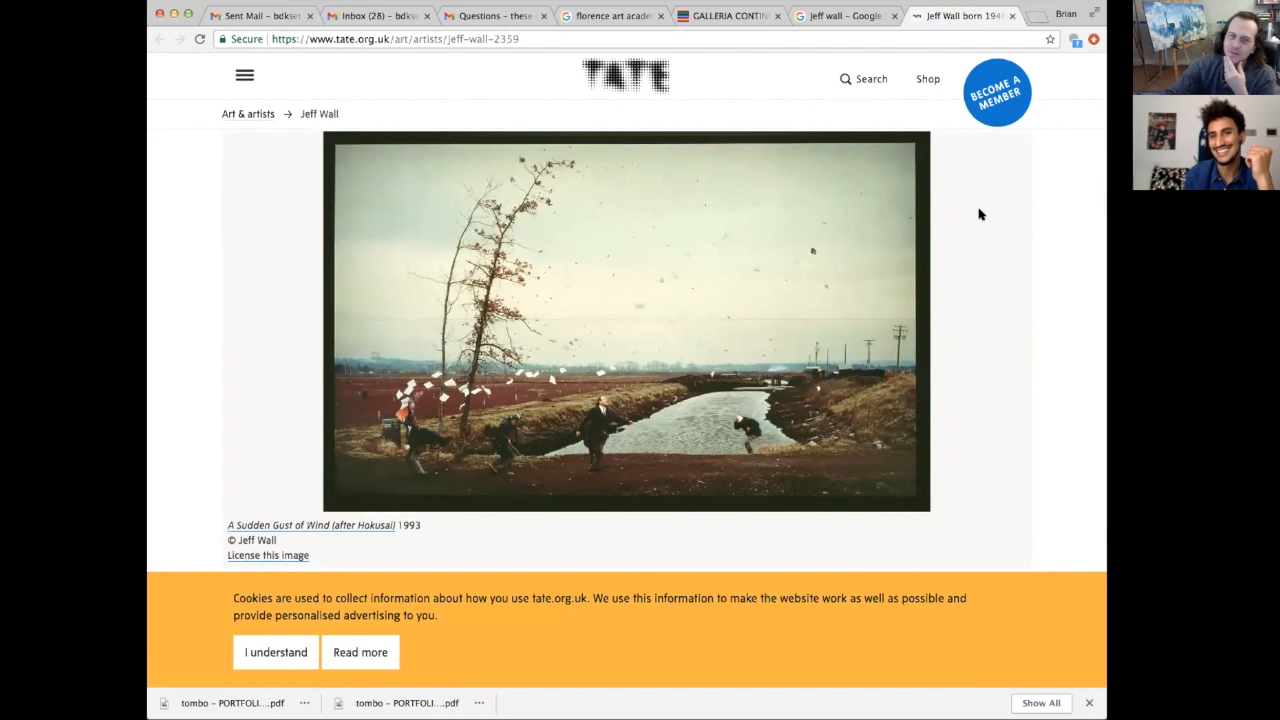 Sent Mail – bdkset
Inbox (28) – bdks
Questions – these
florence art acade
GALLERIA CONTIN
jeff wall – Google
Jeff Wall born 194
Brian
Secure
https://www.tate.org.uk/art/artists/jeff-wall-2359
7
TATE
Search
Shop
BECOME A
MEMBER
Art & artists → Jeff Wall
A Sudden Gust of Wind (after Hokusai) 1993
© Jeff Wall
License this image
Cookies are used to collect information about how you use tate.org.uk. We use this information to make the website work as well as possible and
provide personalised advertising to you.
I understand
Read more
tombo – PORTFOLI....pdf
tombo – PORTFOLI....pdf
Show All